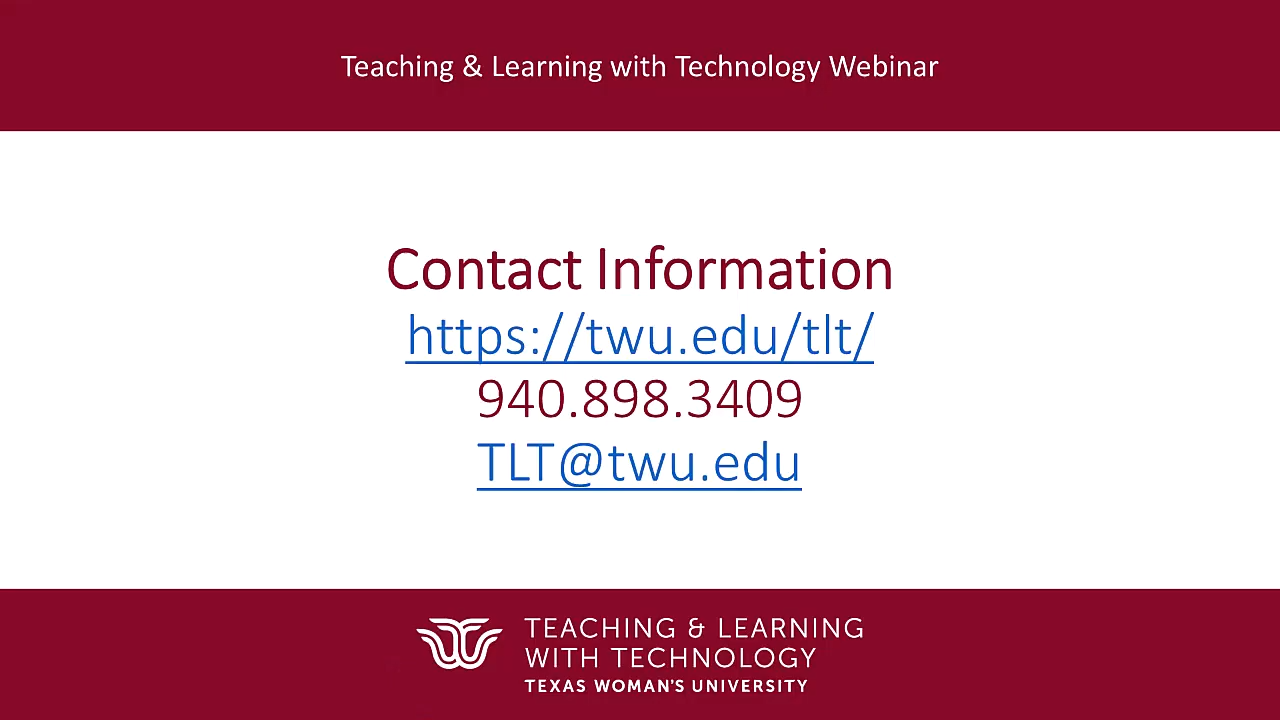 Teaching & Learning with Technology Webinar
Contact Information
https://twu.edu/tlt/
940.898.3409
TLT@twu.edu
TEACHING & LEARNING
WITH TECHNOLOGY
TEXAS WOMAN'S UNIVERSITY